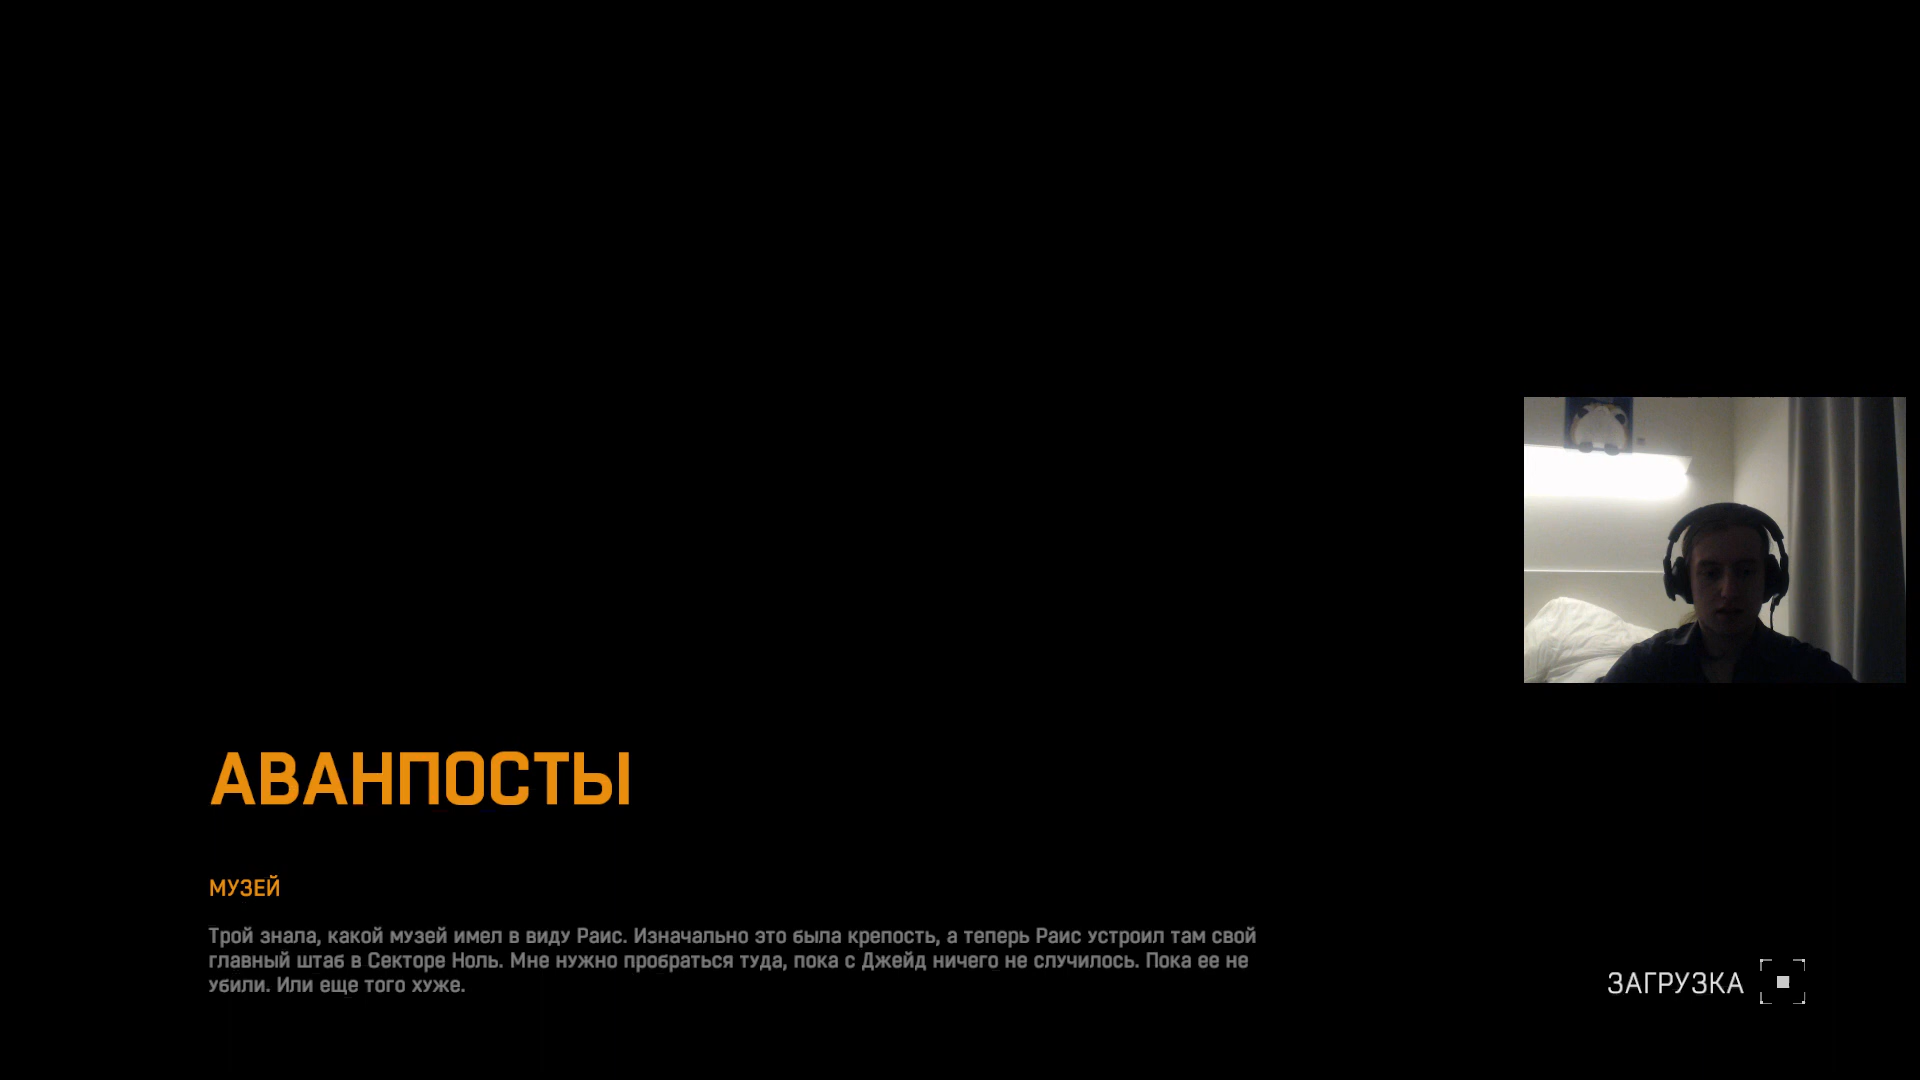 АВАНПОСТЫ
МУЗЕЙ
Трой знала, какой музей имел в виду Раис. Изначально это была крепость, а теперь Раис устроил там свой
главный штаб в Секторе Ноль. Мне нужно пробраться туда, пока с Джейд ничего не случилось. Пока ее не
убили. Или еще того хуже.
ЗАГРУЗКА